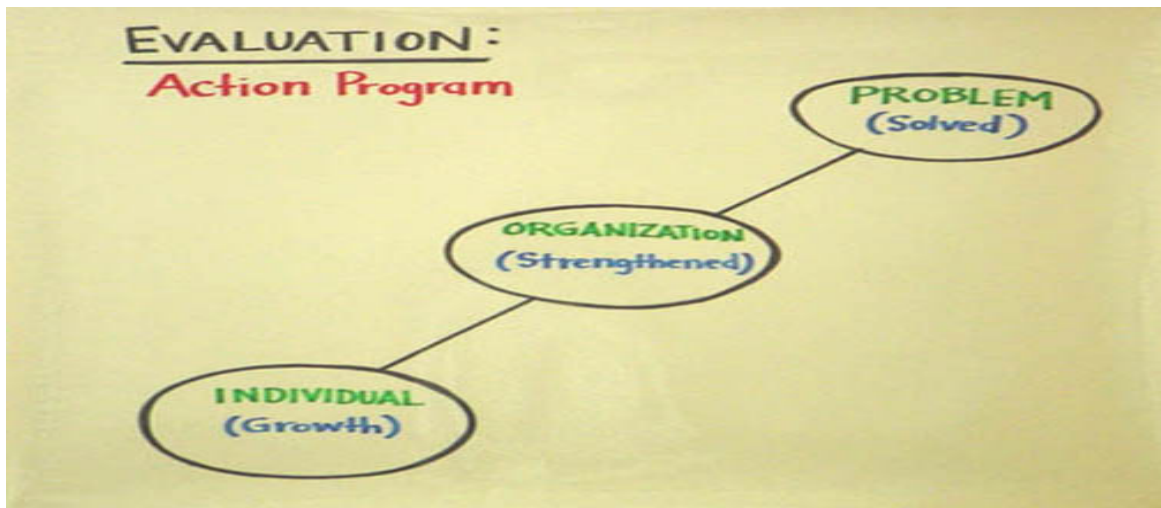 EVALUATION:
Action Program
PROBLEM
(Solved)
ORGANIZATION
(Strengthened)
INDIVIDUAL
(Growth)